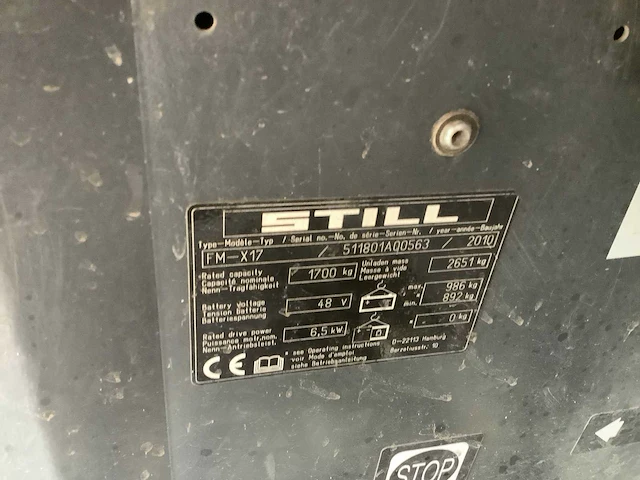 STILL
Type-Modèle-Typ / Serial no.-No. de série-Serien-Nr. / year-année-Baujahr
FM-X17 / 511801A00563 / 2010
Rated capacity
Capacité nominale
Nenn-Tragfähigkeit
1700 kg
Unladen mass
Masse à vide
Leergewicht
2651 kg
Battery voltage
Tension batterie
Batteriespannung
48 V
max. 986 kg
min. 892 kg
Rated drive power
Puissance motr.nom.
Nenn-Antriebsleist.
6,5 kW
0
* 0 kg
CE
* see Operating instructions
voir Mode d'emploi
siehe Betriebsanleitung
D-22113 Hamburg
Berzeliusstr. 10
STOP